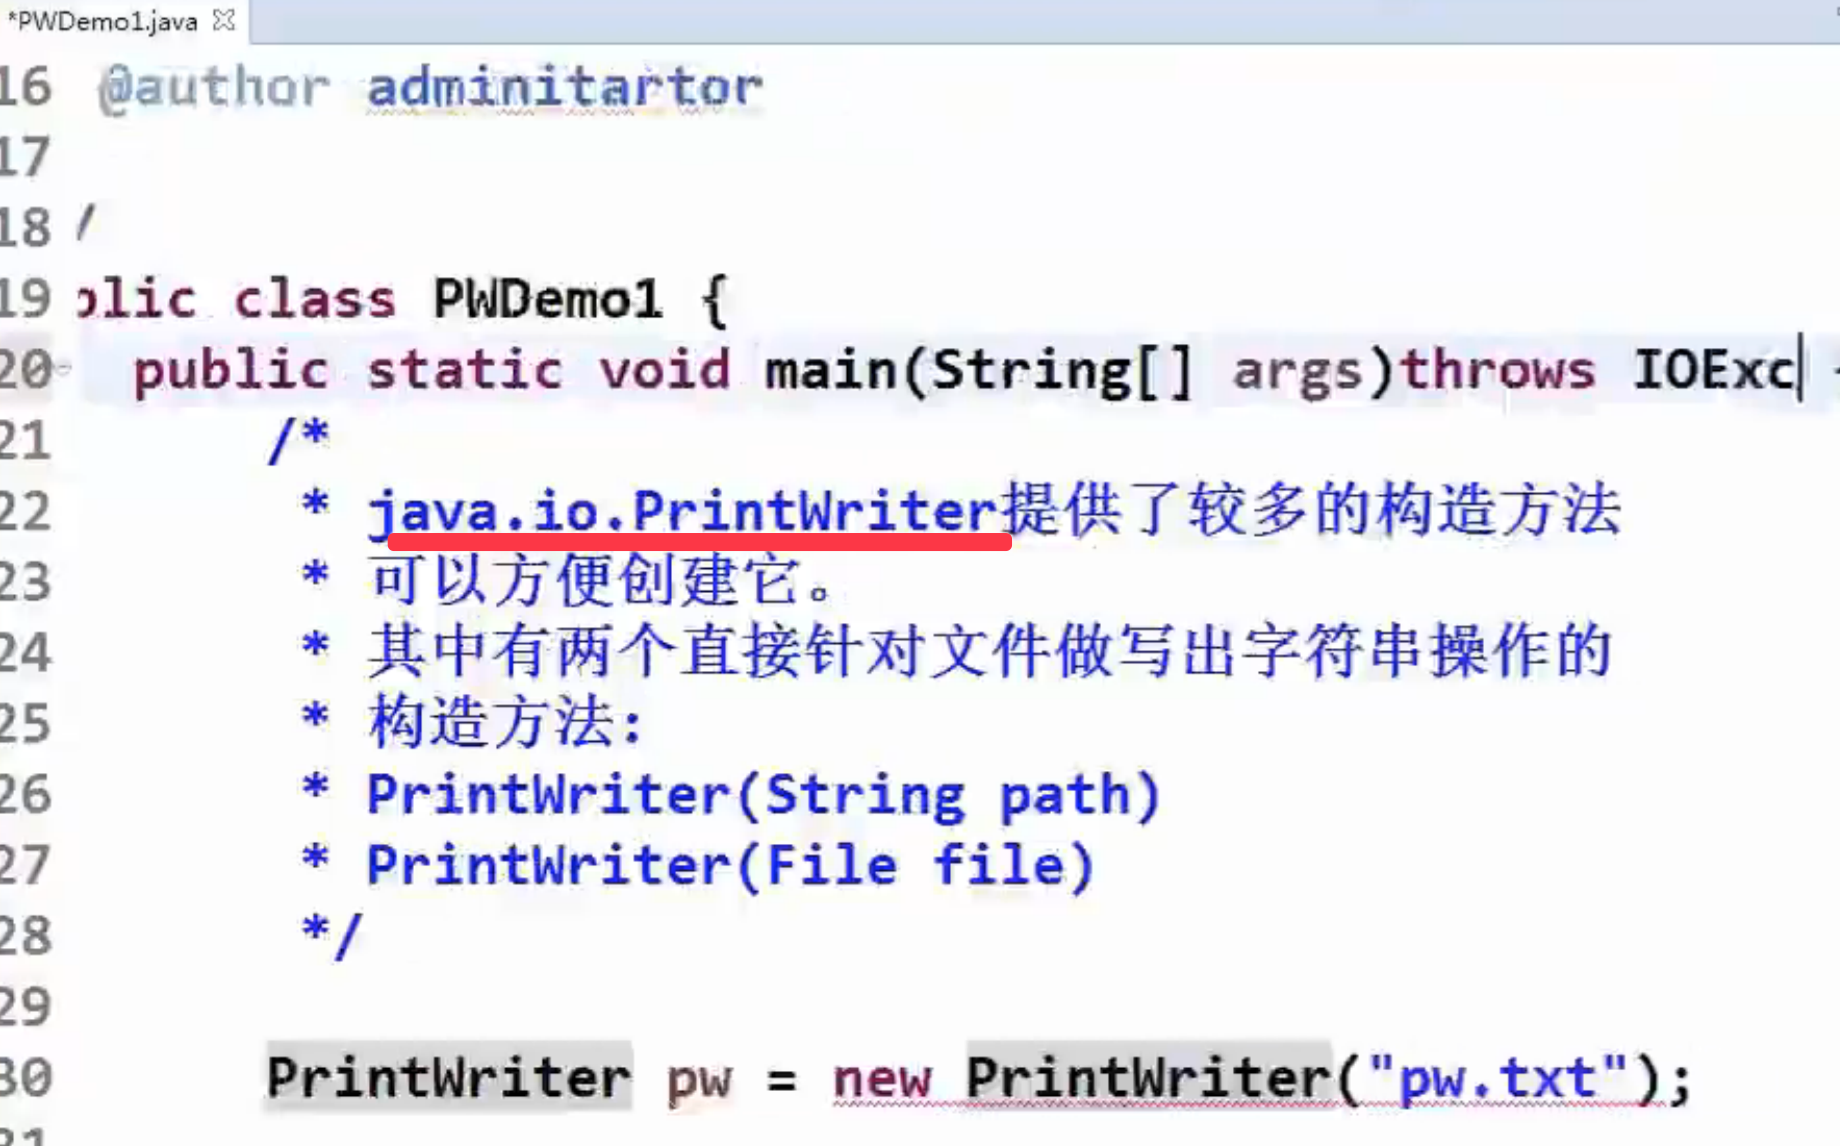 *PWDemo1.java
16 @author adminitartor
17
18 /
19 blic class PWDemo1 {
20 public static void main(String[] args)throws IOExc
21 /*
22 * java.io.PrintWriter提供了较多的构造方法
23 * 可以方便创建它。
24 * 其中有两个直接针对文件做写出字符串操作的
25 * 构造方法:
26 * PrintWriter(String path)
27 * PrintWriter(File file)
28 */
29
30 PrintWriter pw = new PrintWriter("pw.txt");
31